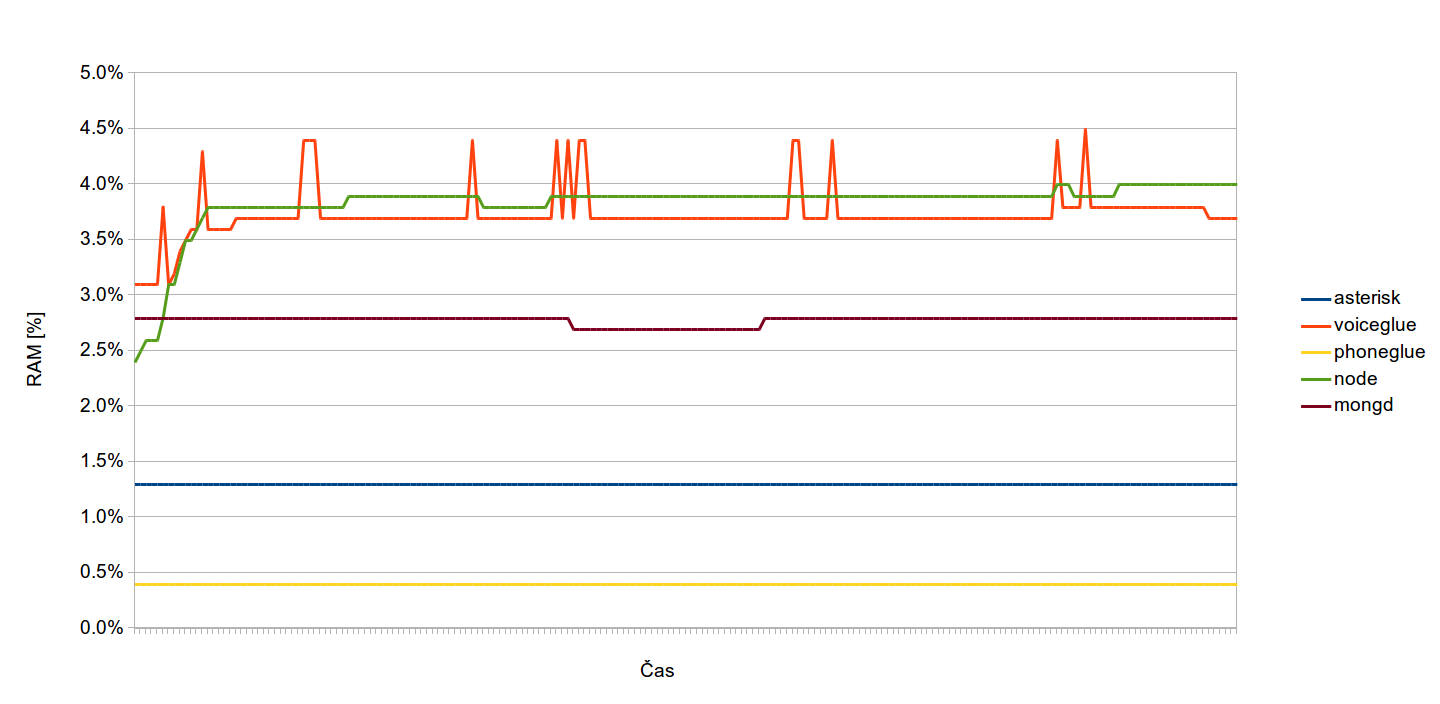 5.0%
4.5%
4.0%
3.5%
3.0%
2.5%
2.0%
1.5%
1.0%
0.5%
0.0%
RAM [%]
Čas
asterisk
voiceglue
phoneglue
node
mongd